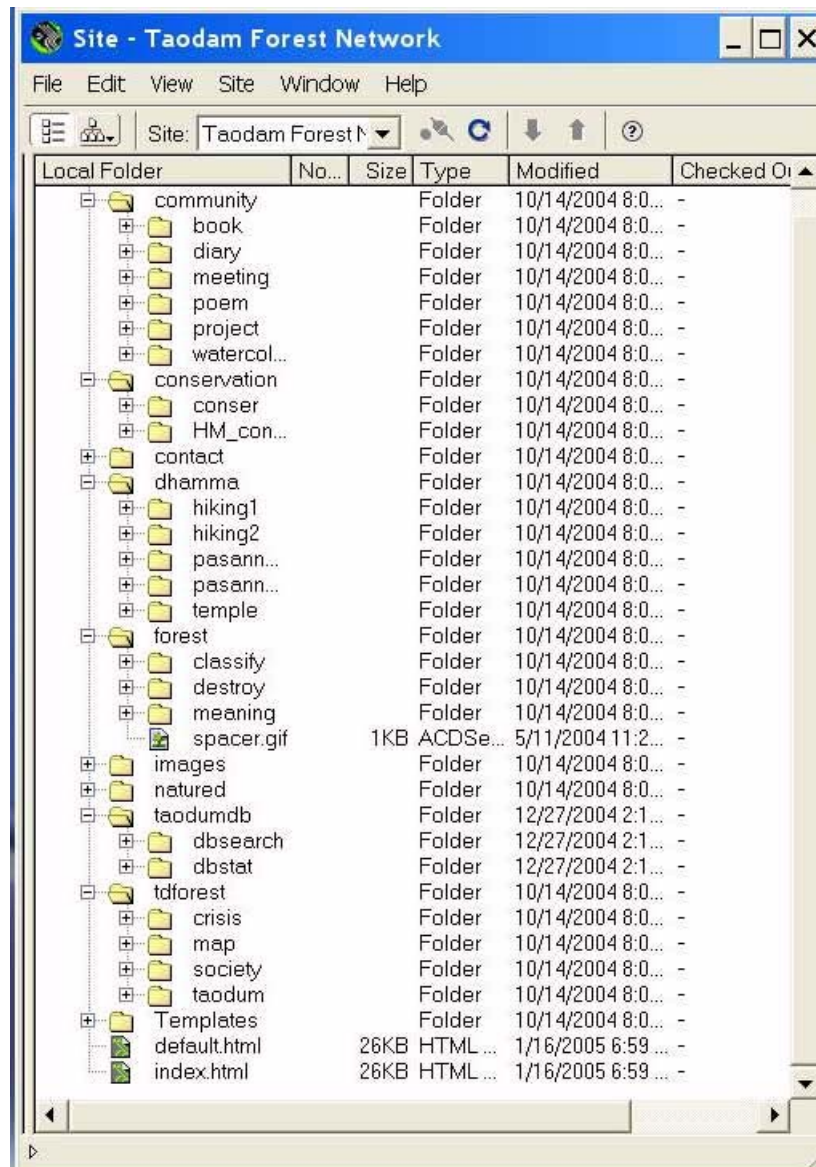 Site - Taodam Forest Network
File Edit View Site Window Help
Site: Taodam Forest N
Local Folder No... Size Type Modified Checked O
community Folder 10/14/2004 8:0... -
book Folder 10/14/2004 8:0... -
diary Folder 10/14/2004 8:0... -
meeting Folder 10/14/2004 8:0... -
poem Folder 10/14/2004 8:0... -
project Folder 10/14/2004 8:0... -
watercol... Folder 10/14/2004 8:0... -
conservation Folder 10/14/2004 8:0... -
conser Folder 10/14/2004 8:0... -
HM_con... Folder 10/14/2004 8:0... -
contact Folder 10/14/2004 8:0... -
dhamma Folder 10/14/2004 8:0... -
hiking1 Folder 10/14/2004 8:0... -
hiking2 Folder 10/14/2004 8:0... -
pasann... Folder 10/14/2004 8:0... -
pasann... Folder 10/14/2004 8:0... -
temple Folder 10/14/2004 8:0... -
forest Folder 10/14/2004 8:0... -
classify Folder 10/14/2004 8:0... -
destroy Folder 10/14/2004 8:0... -
meaning Folder 10/14/2004 8:0... -
spacer.gif 1KB ACDSe... 5/11/2004 11:2... -
images Folder 10/14/2004 8:0... -
natured Folder 10/14/2004 8:0... -
taodumdb Folder 12/27/2004 2:1... -
dbsearch Folder 12/27/2004 2:1... -
dbstat Folder 12/27/2004 2:1... -
tdforest Folder 10/14/2004 8:0... -
crisis Folder 10/14/2004 8:0... -
map Folder 10/14/2004 8:0... -
society Folder 10/14/2004 8:0... -
taodum Folder 10/14/2004 8:0... -
Templates Folder 10/14/2004 8:0... -
default.html 26KB HTML ... 1/16/2005 6:59 ... -
index.html 26KB HTML ... 1/16/2005 6:59 ... -